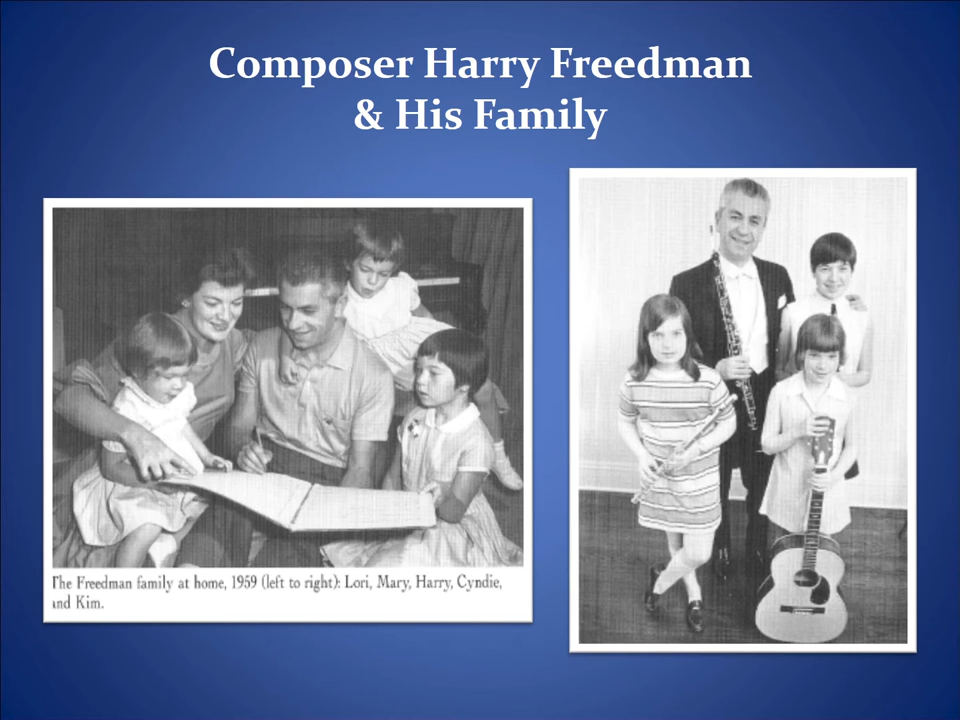 Composer Harry Freedman
& His Family
The Freedman family at home, 1959 (left to right): Lori, Mary, Harry, Cyndie,
and Kim.